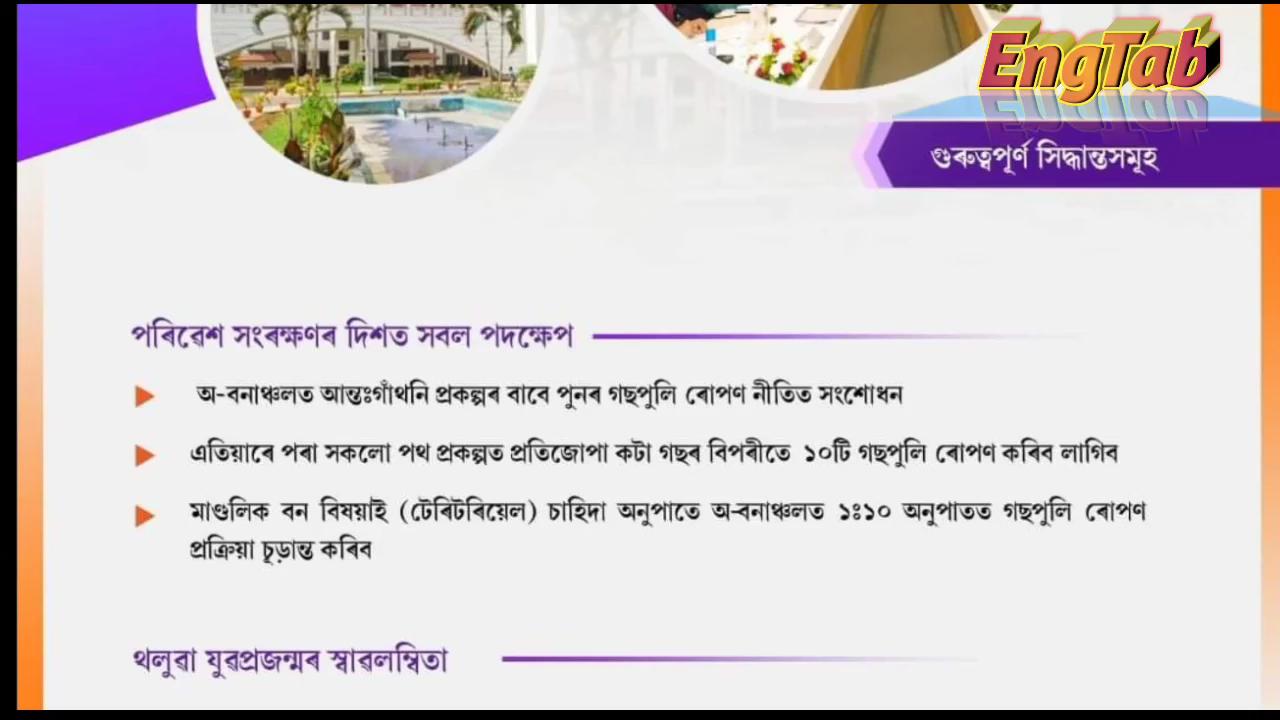 EngTab
গুৰুত্বপূৰ্ণ সিদ্ধান্তসমূহ
পৰিৱেশ সংৰক্ষণৰ দিশত সবল পদক্ষেপ
অ-বনাঞ্চলত আন্তঃগাঁথনি প্ৰকল্পৰ বাবে পুনৰ গছপুলি ৰোপণ নীতিত সংশোধন
এতিয়াৰে পৰা সকলো পথ প্ৰকল্পত প্ৰতিজোপা কটা গছৰ বিপৰীতে ১০টি গছপুলি ৰোপণ কৰিব লাগিব
মাণ্ডলিক বন বিষয়াই (টেৰিটৰিয়েল) চাহিদা অনুপাতে অ-বনাঞ্চলত ১ঃ১০ অনুপাতত গছপুলি ৰোপণ
প্ৰক্ৰিয়া চূড়ান্ত কৰিব
থলুৱা যুৱপ্ৰজন্মৰ স্বাৱলম্বিতা